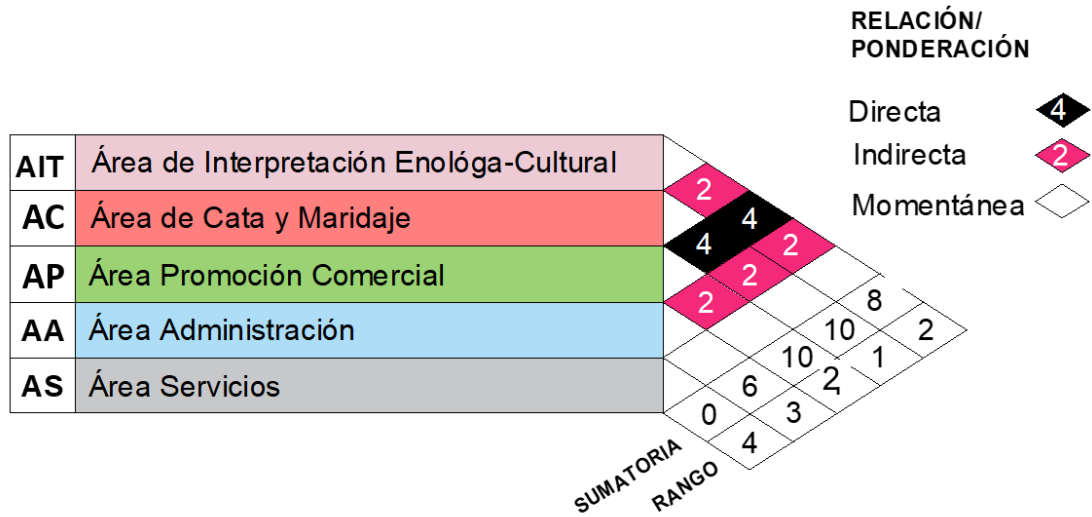 RELACIÓN/
PONDERACIÓN
Directa 4
Indirecta 2
Momentánea
AIT Área de Interpretación Enológa-Cultural
AC Área de Cata y Maridaje
AP Área Promoción Comercial
AA Área Administración
AS Área Servicios
2
4
4
2
2
2
8
10
2
10
1
6
2
0
3
4
SUMATORIA
RANGO